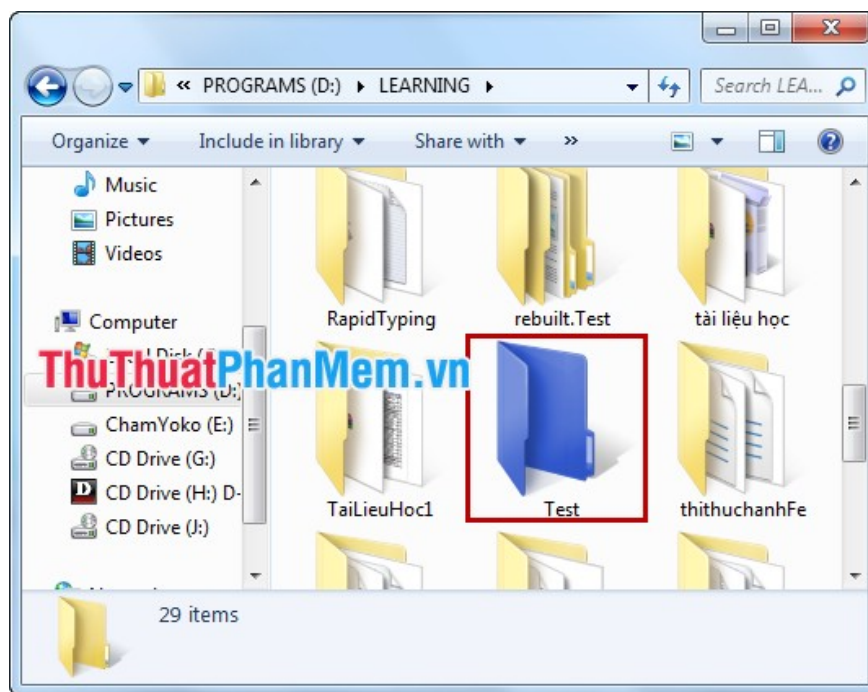 « PROGRAMS (D:) LEARNING Search LEA...
Organize Include in library Share with »
Music
Pictures
Videos
Computer
ThuThuatPhanMem.vn
PROGRAMS (D:)
ChamYoko (E:)
CD Drive (G:)
CD Drive (H:) D-
CD Drive (J:)
RapidTyping rebuilt.Test tài liệu học
TaiLieuHoc1 Test thithuchanhFe
29 items